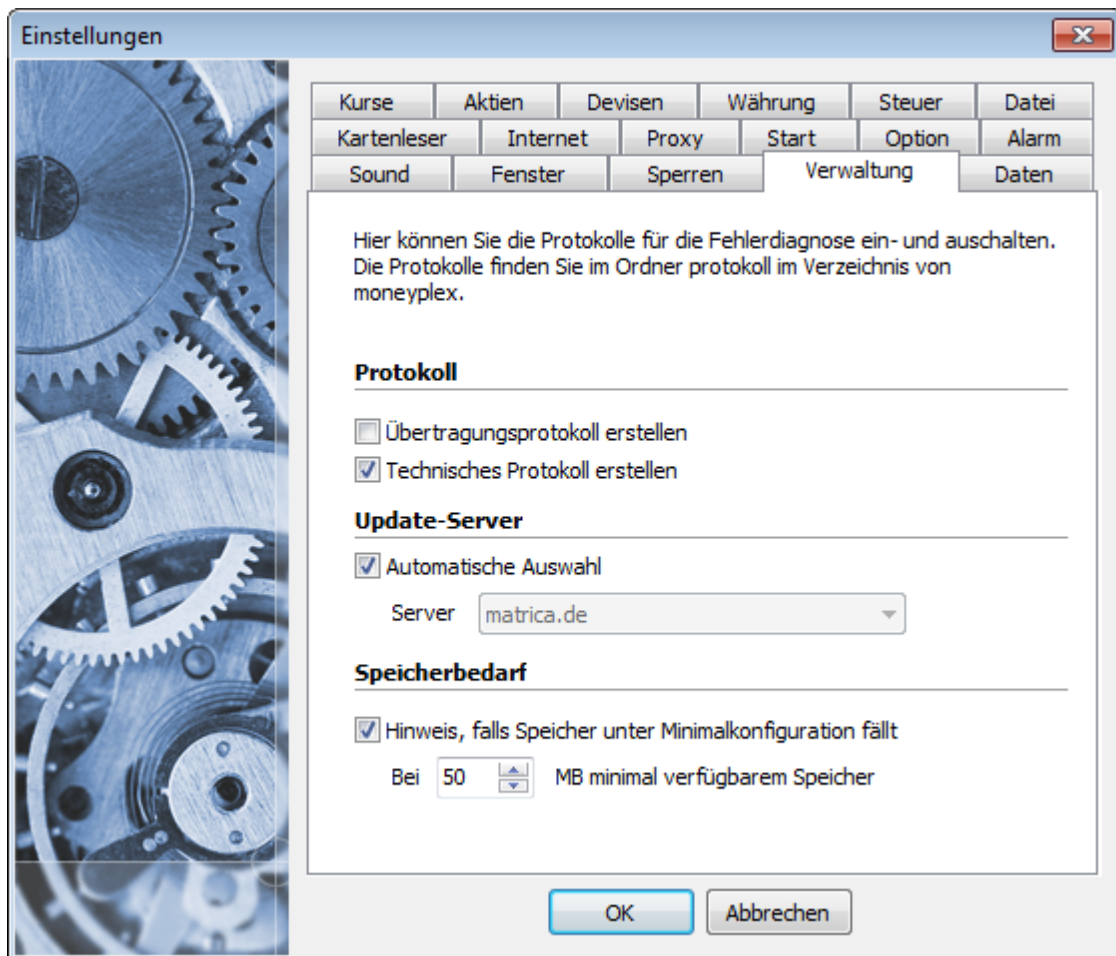 Einstellungen
Kurse Aktien Devisen Währung Steuer Datei
Kartenleser Internet Proxy Start Option Alarm
Sound Fenster Sperren Verwaltung Daten
Hier können Sie die Protokolle für die Fehlerdiagnose ein- und auschalten.
Die Protokolle finden Sie im Ordner protokoll im Verzeichnis von
moneyplex.
Protokoll
Übertragungsprotokoll erstellen
Technisches Protokoll erstellen
Update-Server
Automatische Auswahl
Server matrica.de
Speicherbedarf
Hinweis, falls Speicher unter Minimalkonfiguration fällt
Bei 50 MB minimal verfügbarem Speicher
OK Abbrechen